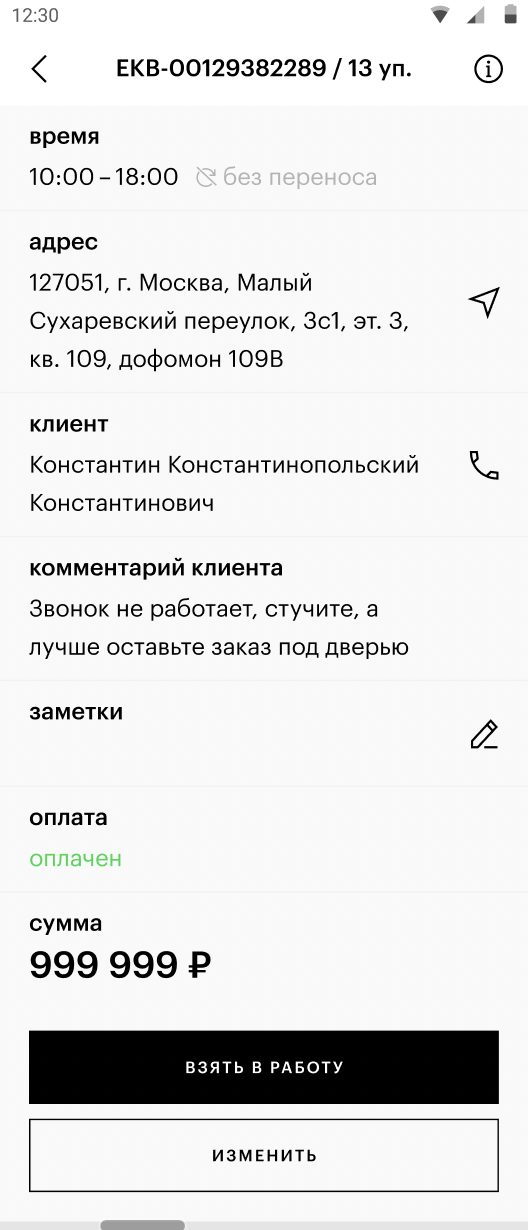 12:30
ЕКВ-00129382289 / 13 уп.
время
10:00 – 18:00 без переноса
адрес
127051, г. Москва, Малый
Сухаревский переулок, 3с1, эт. 3,
кв. 109, дофомон 109В
клиент
Константин Константинопольский
Константинович
комментарий клиента
Звонок не работает, стучите, а
лучше оставьте заказ под дверью
заметки
оплата
оплачен
сумма
999 999 ₽
ВЗЯТЬ В РАБОТУ
ИЗМЕНИТЬ